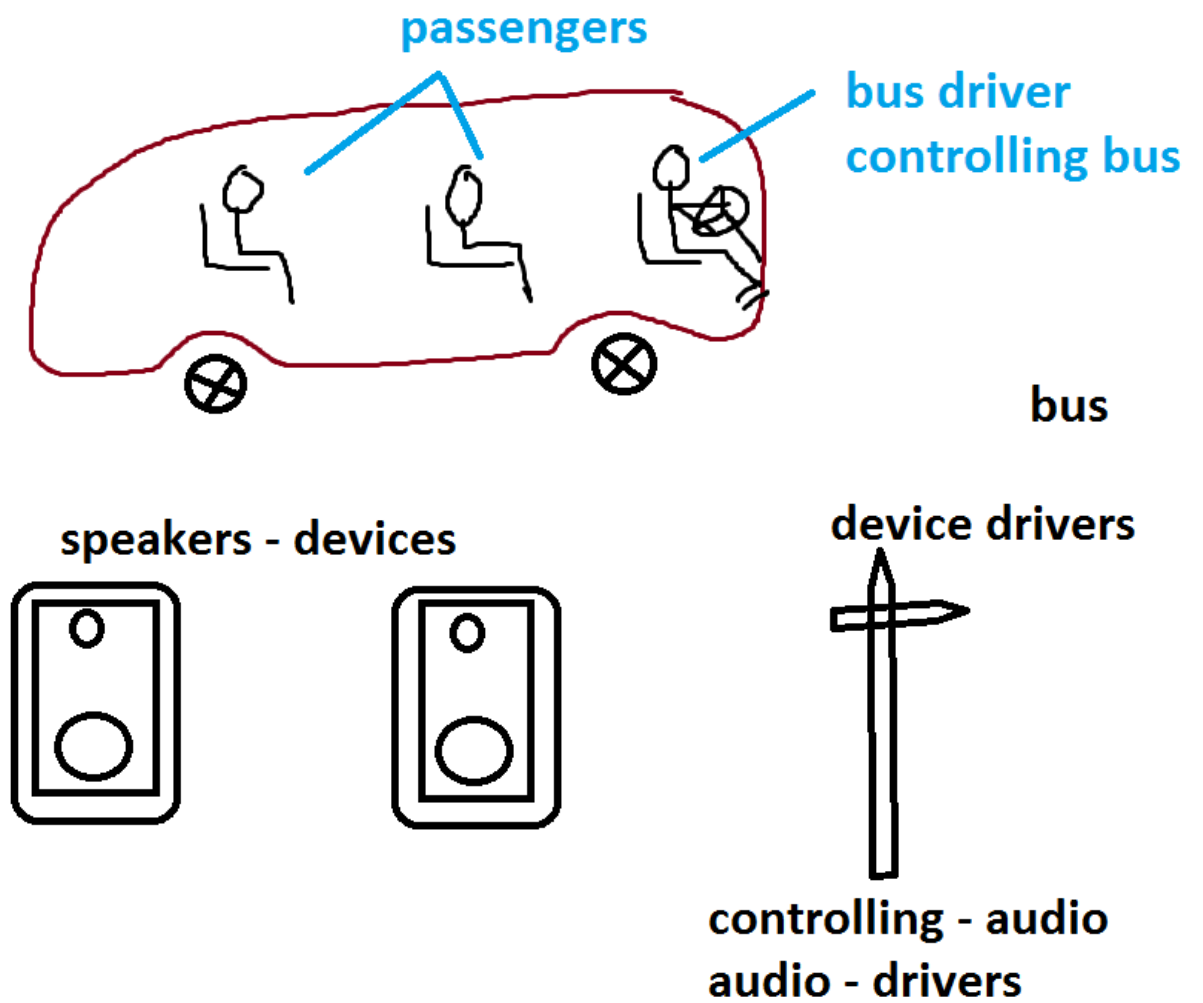 passengers
bus driver
controlling bus
bus
speakers - devices
device drivers
controlling - audio
audio - drivers